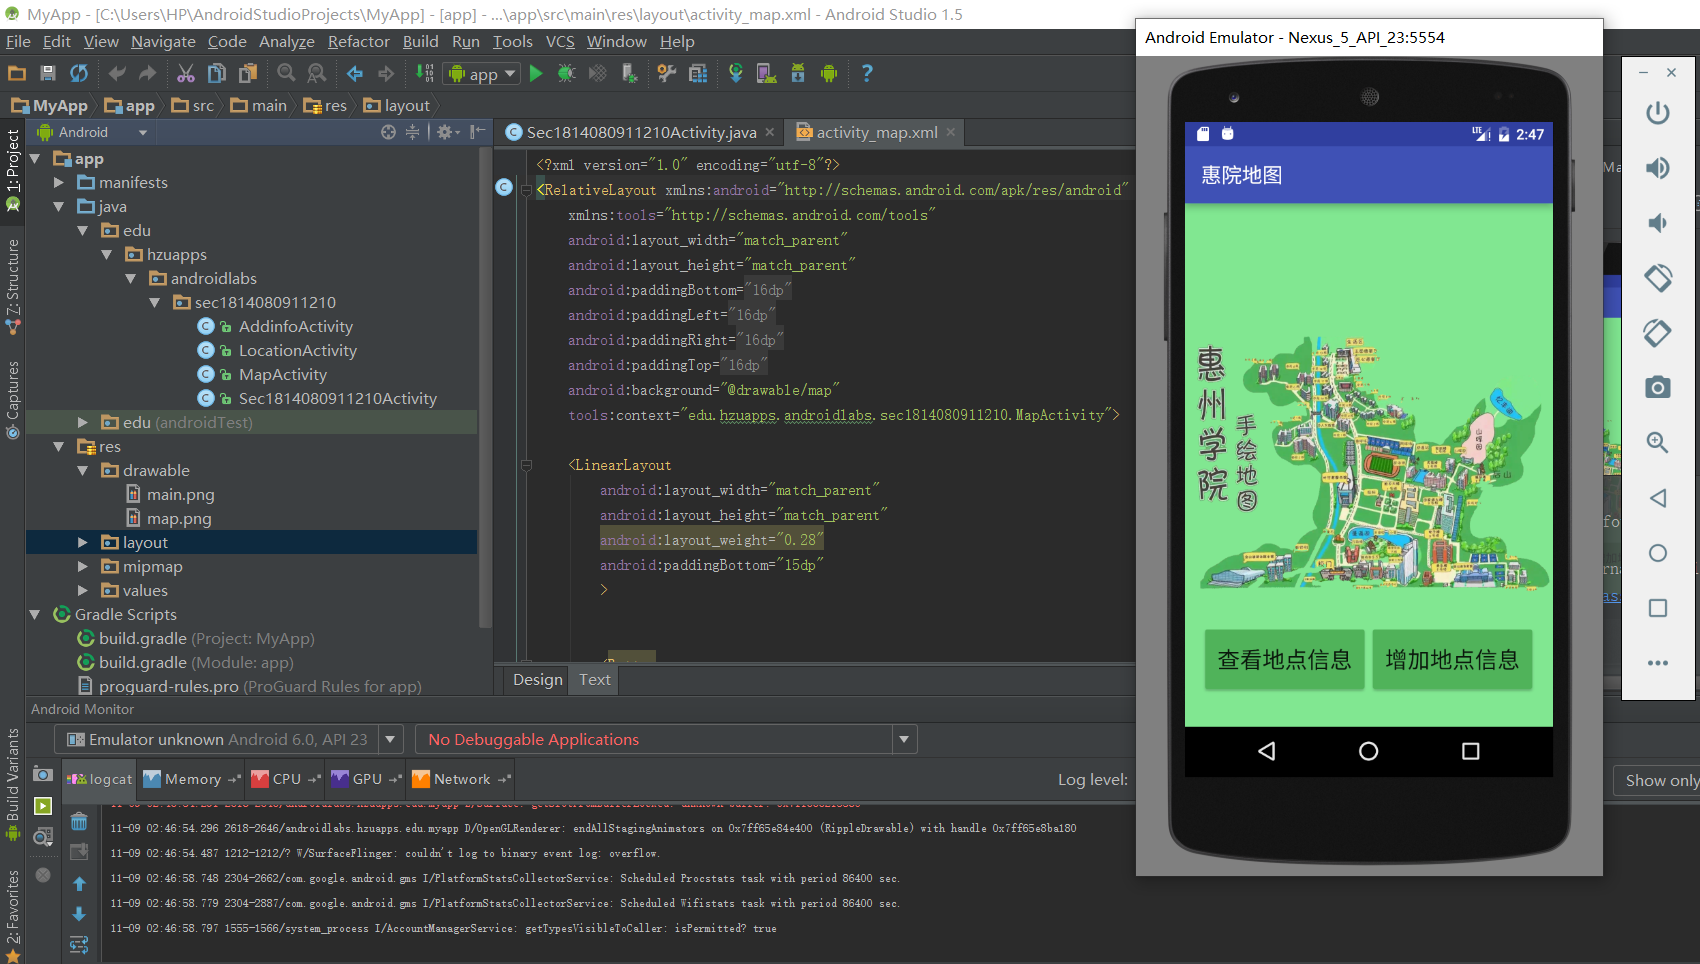 MyApp - [C:\Users\HP\AndroidStudioProjects\MyApp] - [app] - ...\app\src\main\res\layout\activity_map.xml - Android Studio 1.5
File Edit View Navigate Code Analyze Refactor Build Run Tools VCS Window Help
app
MyApp app src main res layout
Android
Sec1814080911210Activity.java
activity_map.xml
1: Project
Z: Structure
Captures
Build Variants
2: Favorites
app
manifests
java
edu
hzuapps
androidlabs
sec1814080911210
AddinfoActivity
LocationActivity
MapActivity
Sec1814080911210Activity
edu (androidTest)
res
drawable
main.png
map.png
layout
mipmap
values
Gradle Scripts
build.gradle (Project: MyApp)
build.gradle (Module: app)
proguard-rules.pro (ProGuard Rules for app)
<?xml version="1.0" encoding="utf-8"?>
<RelativeLayout xmlns:android="http://schemas.android.com/apk/res/android"
xmlns:tools="http://schemas.android.com/tools"
android:layout_width="match_parent"
android:layout_height="match_parent"
android:paddingBottom="16dp"
android:paddingLeft="16dp"
android:paddingRight="16dp"
android:paddingTop="16dp"
android:background="@drawable/map"
tools:context="edu.hzuapps.androidlabs.sec1814080911210.MapActivity">
<LinearLayout
android:layout_width="match_parent"
android:layout_height="match_parent"
android:layout_weight="0.28"
android:paddingBottom="15dp"
>
Design Text
Android Monitor
Emulator unknown Android 6.0, API 23
No Debuggable Applications
logcat Memory CPU GPU Network
Log level:
Show only
11-09 02:46:54.296 2618-2646/androidlabs.hzuapps.edu.myapp D/OpenGLRenderer: endAllStagingAnimators on 0x7ff65e84e400 (RippleDrawable) with handle 0x7ff65e8ba180
11-09 02:46:54.487 1212-1212/? W/SurfaceFlinger: couldn't log to binary event log: overflow.
11-09 02:46:58.748 2304-2662/com.google.android.gms I/PlatformStatsCollectorService: Scheduled Procstats task with period 86400 sec.
11-09 02:46:58.779 2304-2887/com.google.android.gms I/PlatformStatsCollectorService: Scheduled Wifistats task with period 86400 sec.
11-09 02:46:58.797 1555-1566/system_process I/AccountManagerService: getTypesVisibleToCaller: isPermitted? true
Android Emulator - Nexus_5_API_23:5554
LTE 2:47
惠院地图
惠州学院
手绘地图
查看地点信息
增加地点信息